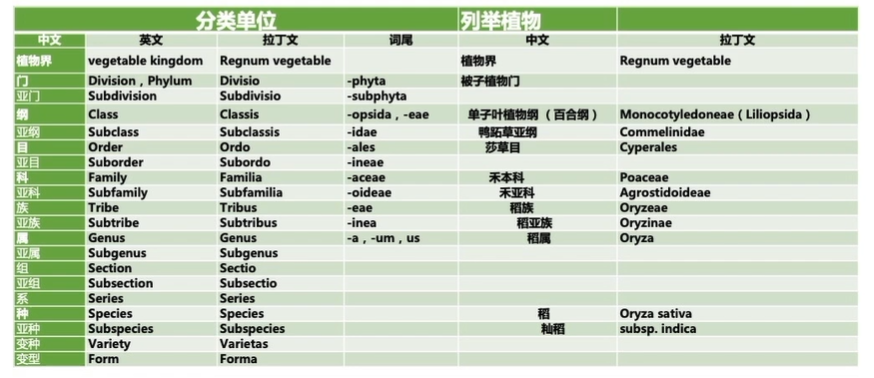 分类单位 列举植物
中文 英文 拉丁文 词尾 中文 拉丁文
植物界 vegetable kingdom Regnum vegetable 植物界 Regnum vegetable
门 Division，Phylum Divisio -phyta 被子植物门
亚门 Subdivision Subdivisio -subphyta
纲 Class Classis -opsida，-eae 单子叶植物纲（百合纲） Monocotyledoneae（Liliopsida）
亚纲 Subclass Subclassis -idae 鸭跖草亚纲 Commelinidae
目 Order Ordo -ales 莎草目 Cyperales
亚目 Suborder Subordo -ineae
科 Family Familia -aceae 禾本科 Poaceae
亚科 Subfamily Subfamilia -oideae 禾亚科 Agrostidoideae
族 Tribe Tribus -eae 稻族 Oryzeae
亚族 Subtribe Subtribus -inea 稻亚族 Oryzinae
属 Genus Genus -a，-um，us 稻属 Oryza
亚属 Subgenus Subgenus
组 Section Sectio
亚组 Subsection Subsectio
系 Series Series
种 Species Species 稻 Oryza sativa
亚种 Subspecies Subspecies 籼稻 subsp. indica
变种 Variety Varietas
变型 Form Forma